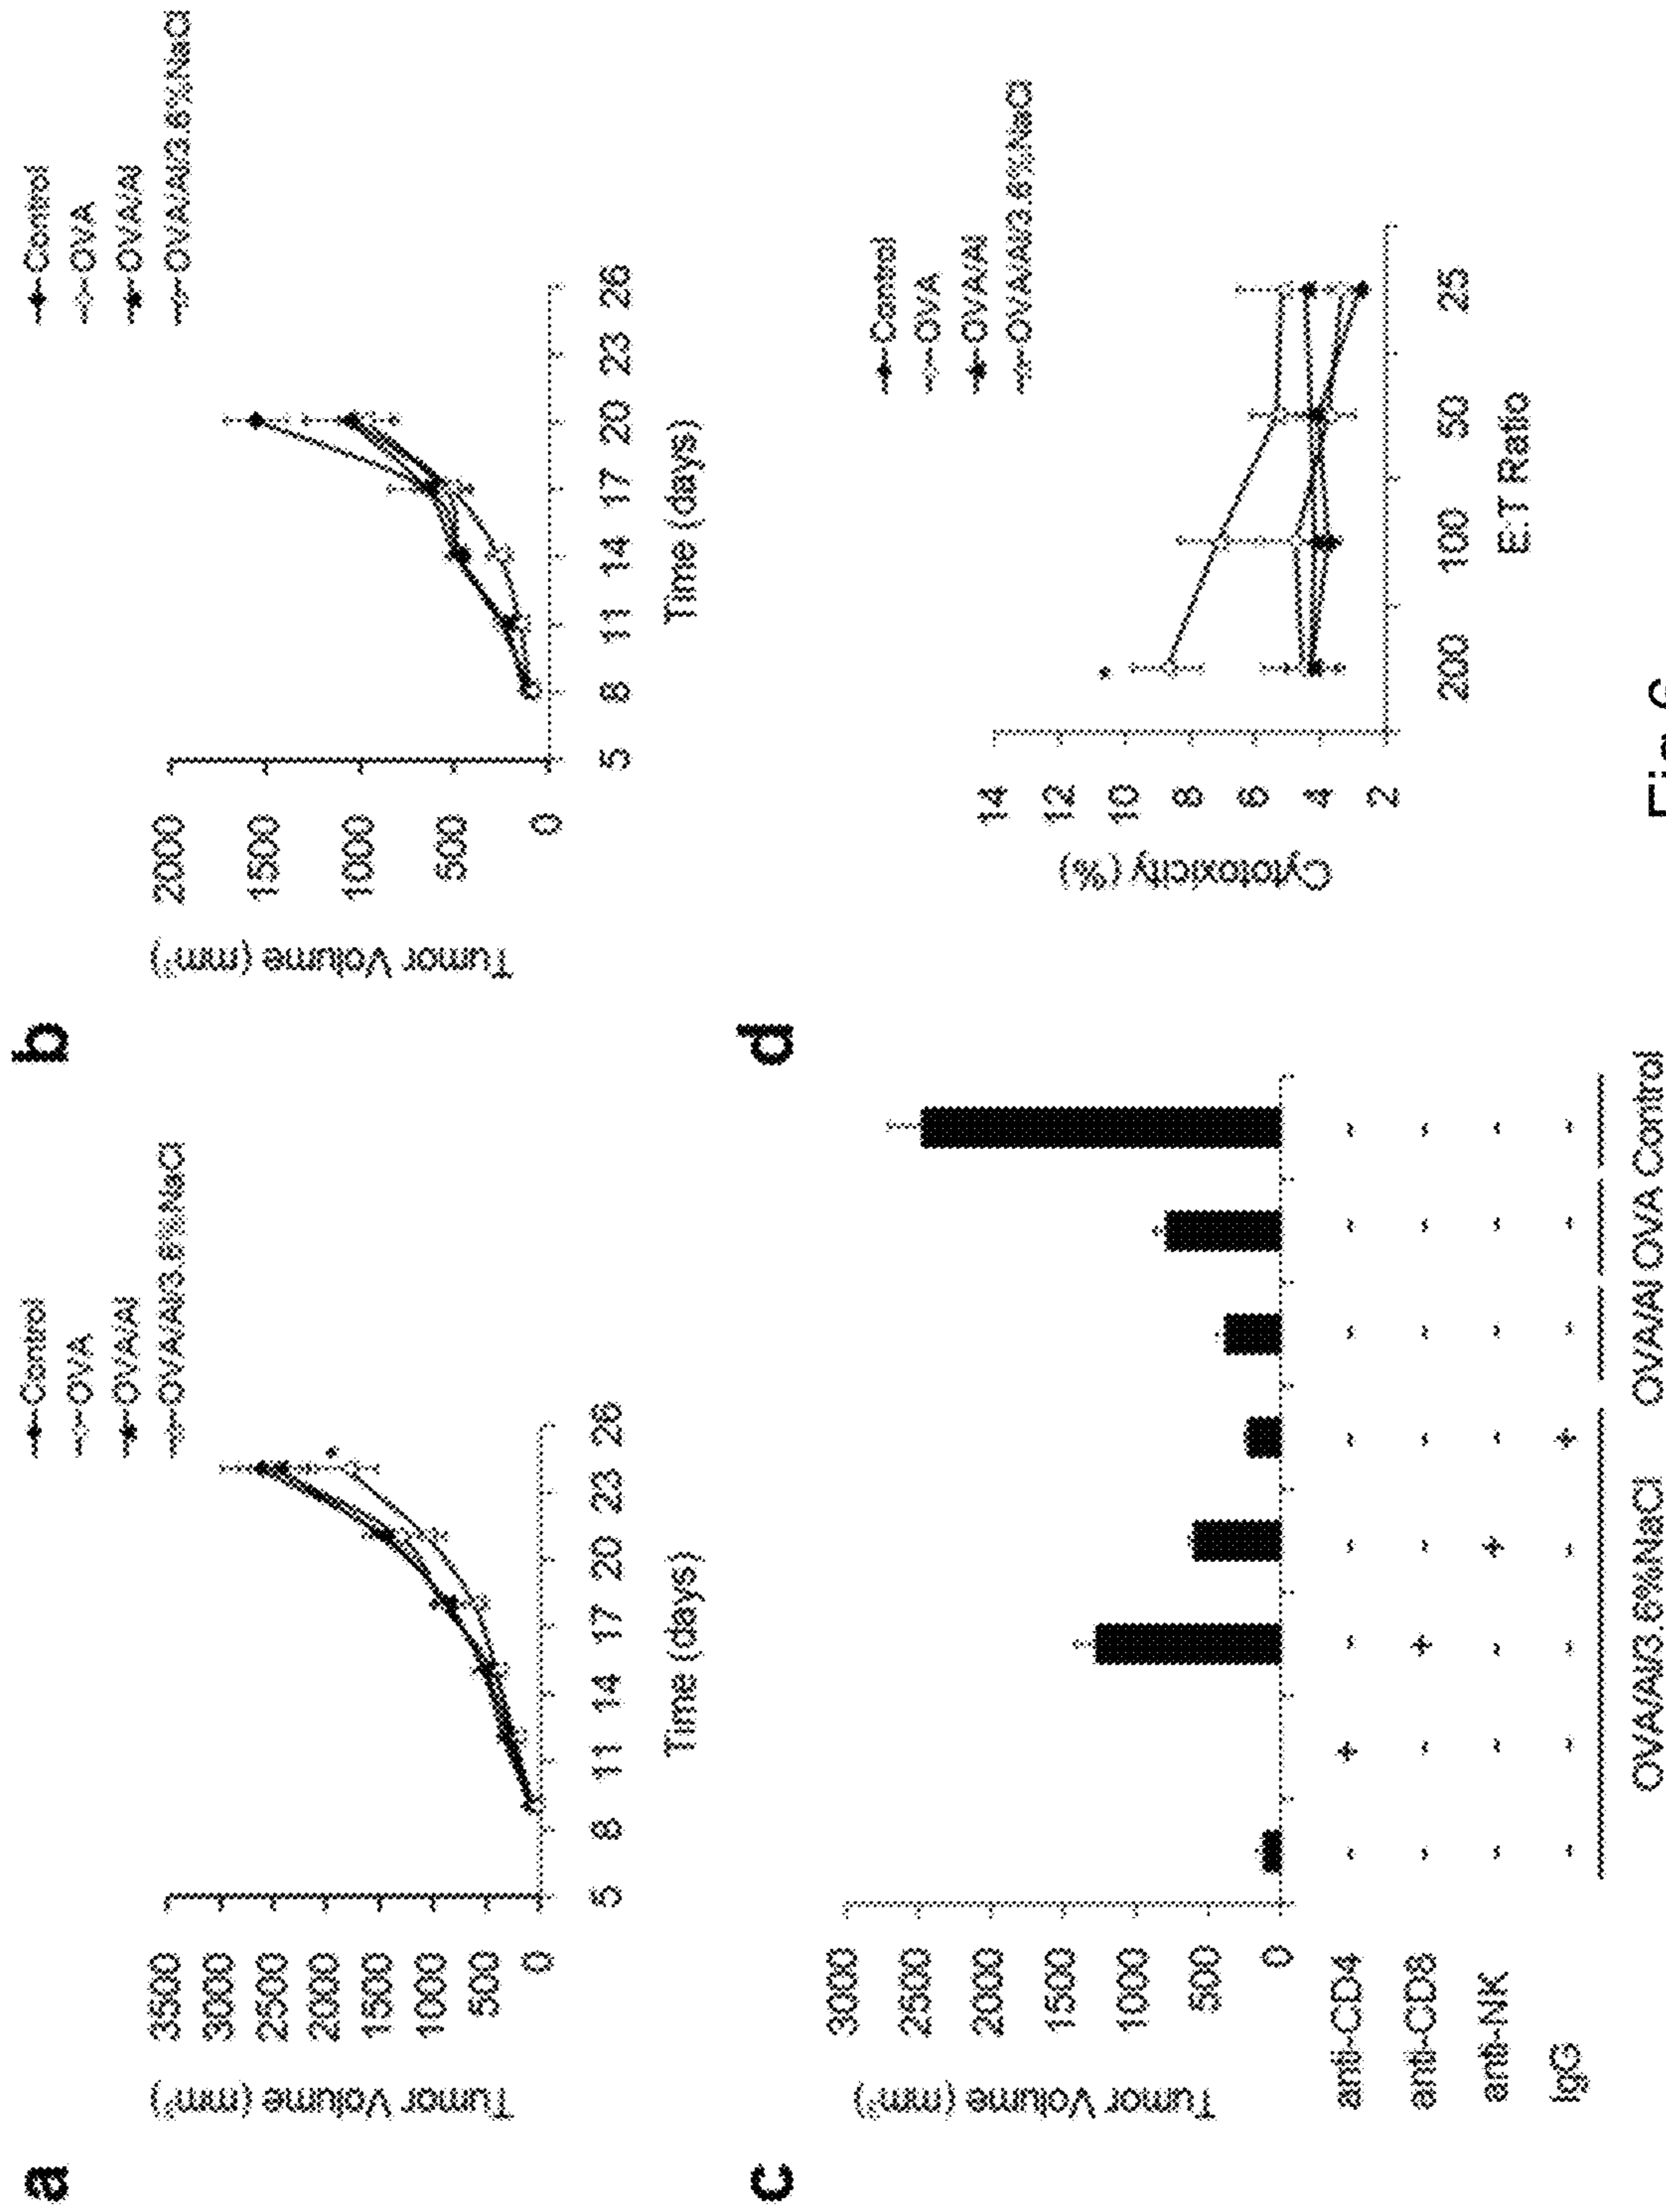 a
Control
OVA
OVA/Al
OVA/Al/3.6%NaCl
Tumor Volume (mm³)
3500
3000
2500
2000
1500
1000
500
0
5 8 11 14 17 20 23 26
Time (days)
b
Control
OVA
OVA/Al
OVA/Al/3.6%NaCl
Tumor Volume (mm³)
2000
1500
1000
500
0
5 8 11 14 17 20 23 26
Time (days)
c
Tumor Volume (mm³)
3000
2500
2000
1500
1000
500
0
anti-CD4 - + - - - - - -
anti-CD8 - - + - - - - -
anti-NK - - - + - - - -
IgG - - - - + - - -
OVA/Al/3.6%NaCl OVA/Al OVA Control
d
Control
OVA
OVA/Al
OVA/Al/3.6%NaCl
Cytotoxicity (%)
14
12
10
8
6
4
2
200 100 50 25
E:T Ratio